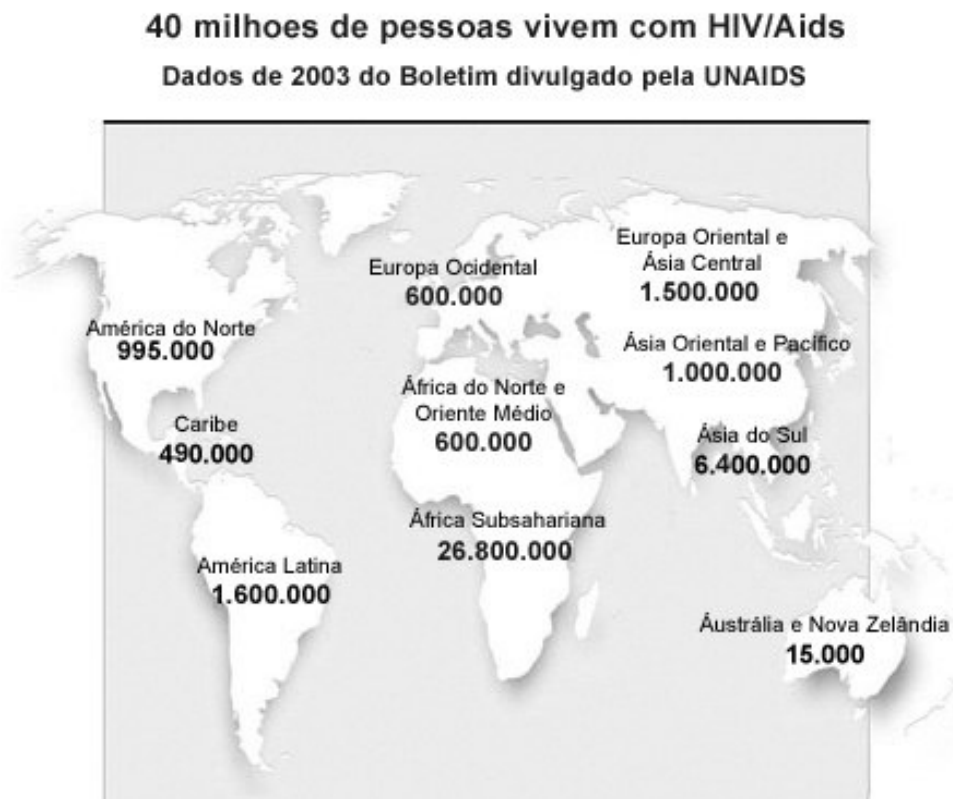 40 milhoes de pessoas vivem com HIV/Aids
Dados de 2003 do Boletim divulgado pela UNAIDS
Europa Oriental e
Ásia Central
1.500.000
Europa Ocidental
600.000
América do Norte
995.000
Ásia Oriental e Pacífico
1.000.000
África do Norte e
Oriente Médio
600.000
Caribe
490.000
Ásia do Sul
6.400.000
África Subsahariana
26.800.000
América Latina
1.600.000
Áustrália e Nova Zelândia
15.000